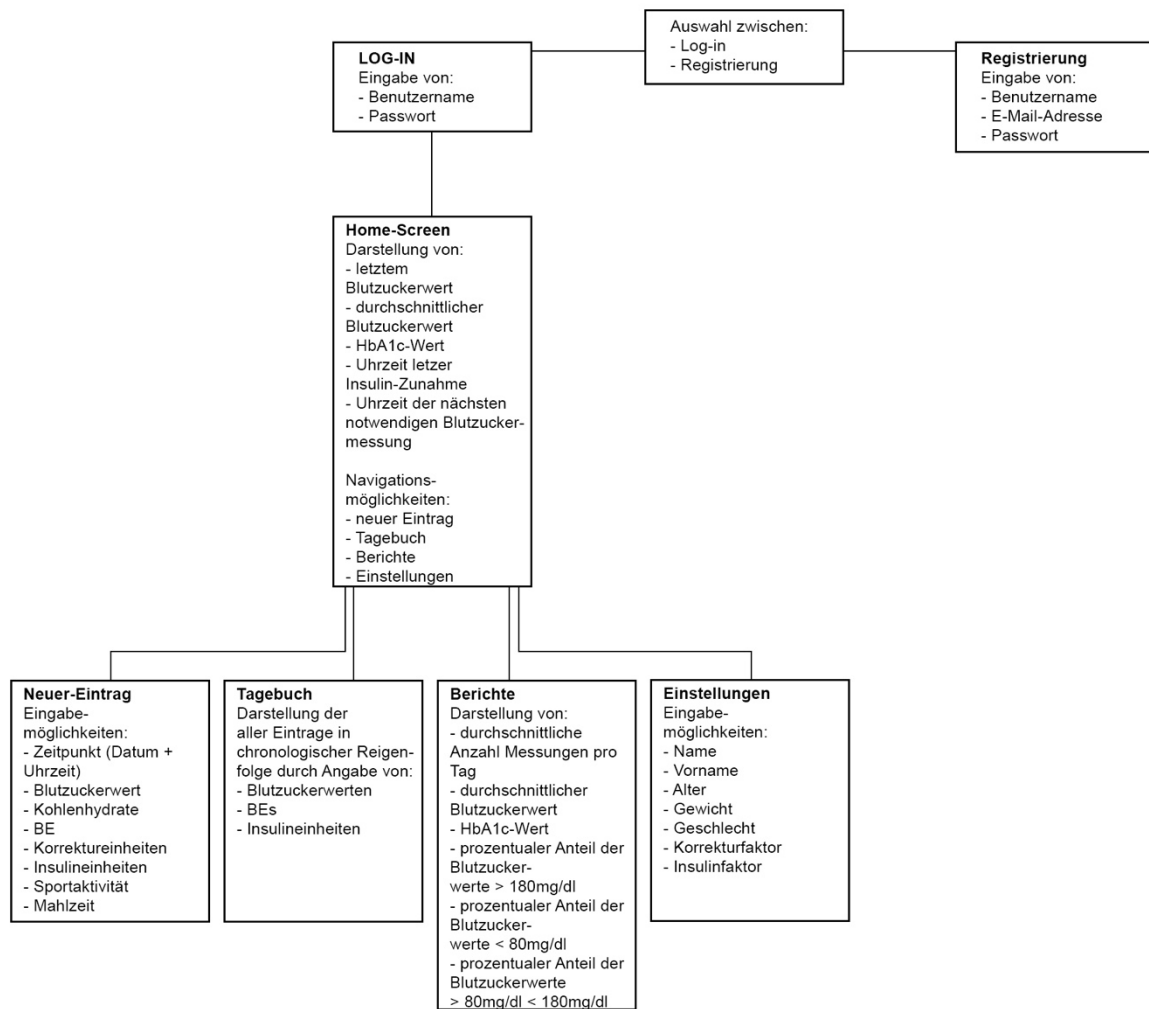 Auswahl zwischen:
- Log-in
- Registrierung
LOG-IN
Eingabe von:
- Benutzername
- Passwort
Registrierung
Eingabe von:
- Benutzername
- E-Mail-Adresse
- Passwort
Home-Screen
Darstellung von:
- letztem
Blutzuckerwert
- durchschnittlicher
Blutzuckerwert
- HbA1c-Wert
- Uhrzeit letzer
Insulin-Zunahme
- Uhrzeit der nächsten
notwendigen Blutzucker-
messung
Navigations-
möglichkeiten:
- neuer Eintrag
- Tagebuch
- Berichte
- Einstellungen
Neuer-Eintrag
Eingabe-
möglichkeiten:
- Zeitpunkt (Datum +
Uhrzeit)
- Blutzuckerwert
- Kohlenhydrate
- BE
- Korrektureinheiten
- Insulineinheiten
- Sportaktivität
- Mahlzeit
Tagebuch
Darstellung der
aller Eintrage in
chronologischer Reigen-
folge durch Angabe von:
- Blutzuckerwerten
- BEs
- Insulineinheiten
Berichte
Darstellung von:
- durchschnittliche
Anzahl Messungen pro
Tag
- durchschnittlicher
Blutzuckerwert
- HbA1c-Wert
- prozentualer Anteil der
Blutzucker-
werte > 180mg/dl
- prozentualer Anteil der
Blutzucker-
werte < 80mg/dl
- prozentualer Anteil der
Blutzuckerwerte
> 80mg/dl < 180mg/dl
Einstellungen
Eingabe-
möglichkeiten:
- Name
- Vorname
- Alter
- Gewicht
- Geschlecht
- Korrekturfaktor
- Insulinfaktor